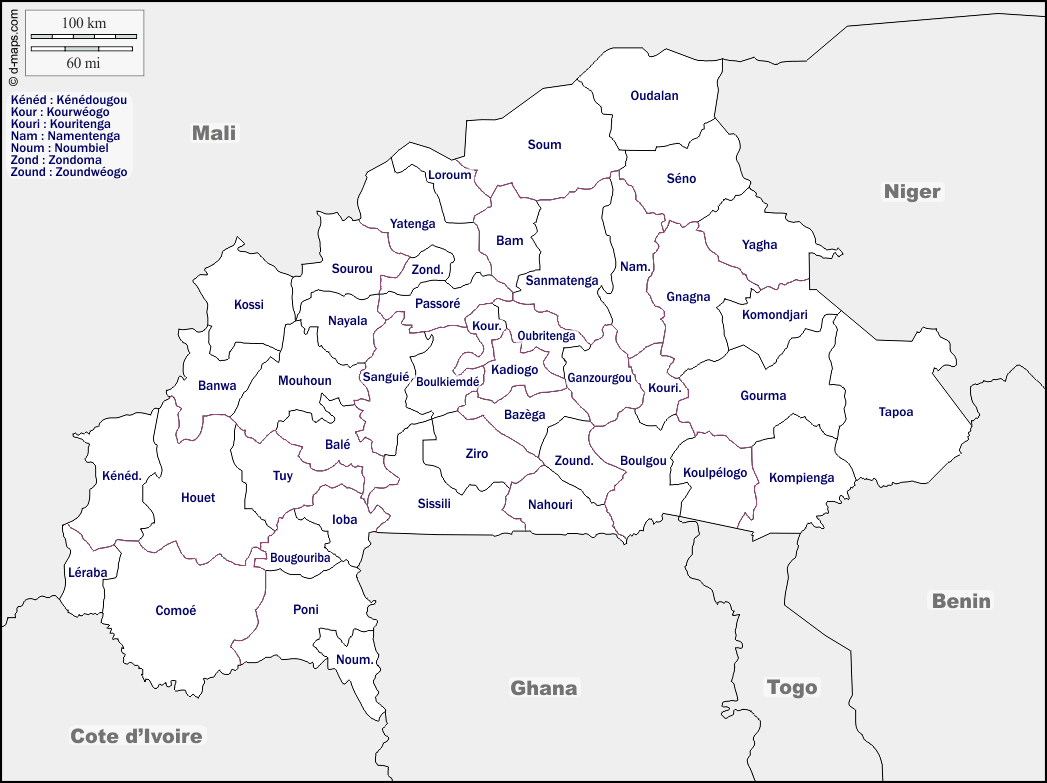 100 km
60 mi
© d-maps.com
Kénéd : Kénédougou
Kour : Kourwéogo
Kouri : Kouritenga
Nam : Namentenga
Noum : Noumbiel
Zond : Zondoma
Zound : Zoundwéogo
Mali
Niger
Oudalan
Soum
Loroum
Séno
Yatenga
Bam
Yagha
Sourou
Zond.
Nam.
Sanmatenga
Gnagna
Kossi
Passoré
Komondjari
Nayala
Kour.
Oubritenga
Banwa
Mouhoun
Sanguié
Boulkiemdé
Kadiogo
Ganzourgou
Kouri.
Gourma
Tapoa
Bazèga
Balé
Ziro
Zound.
Boulgou
Koulpélogo
Kompienga
Kénéd.
Houet
Tuy
Sissili
Nahouri
Ioba
Bougouriba
Léraba
Comoé
Poni
Noum.
Benin
Ghana
Togo
Cote d’Ivoire